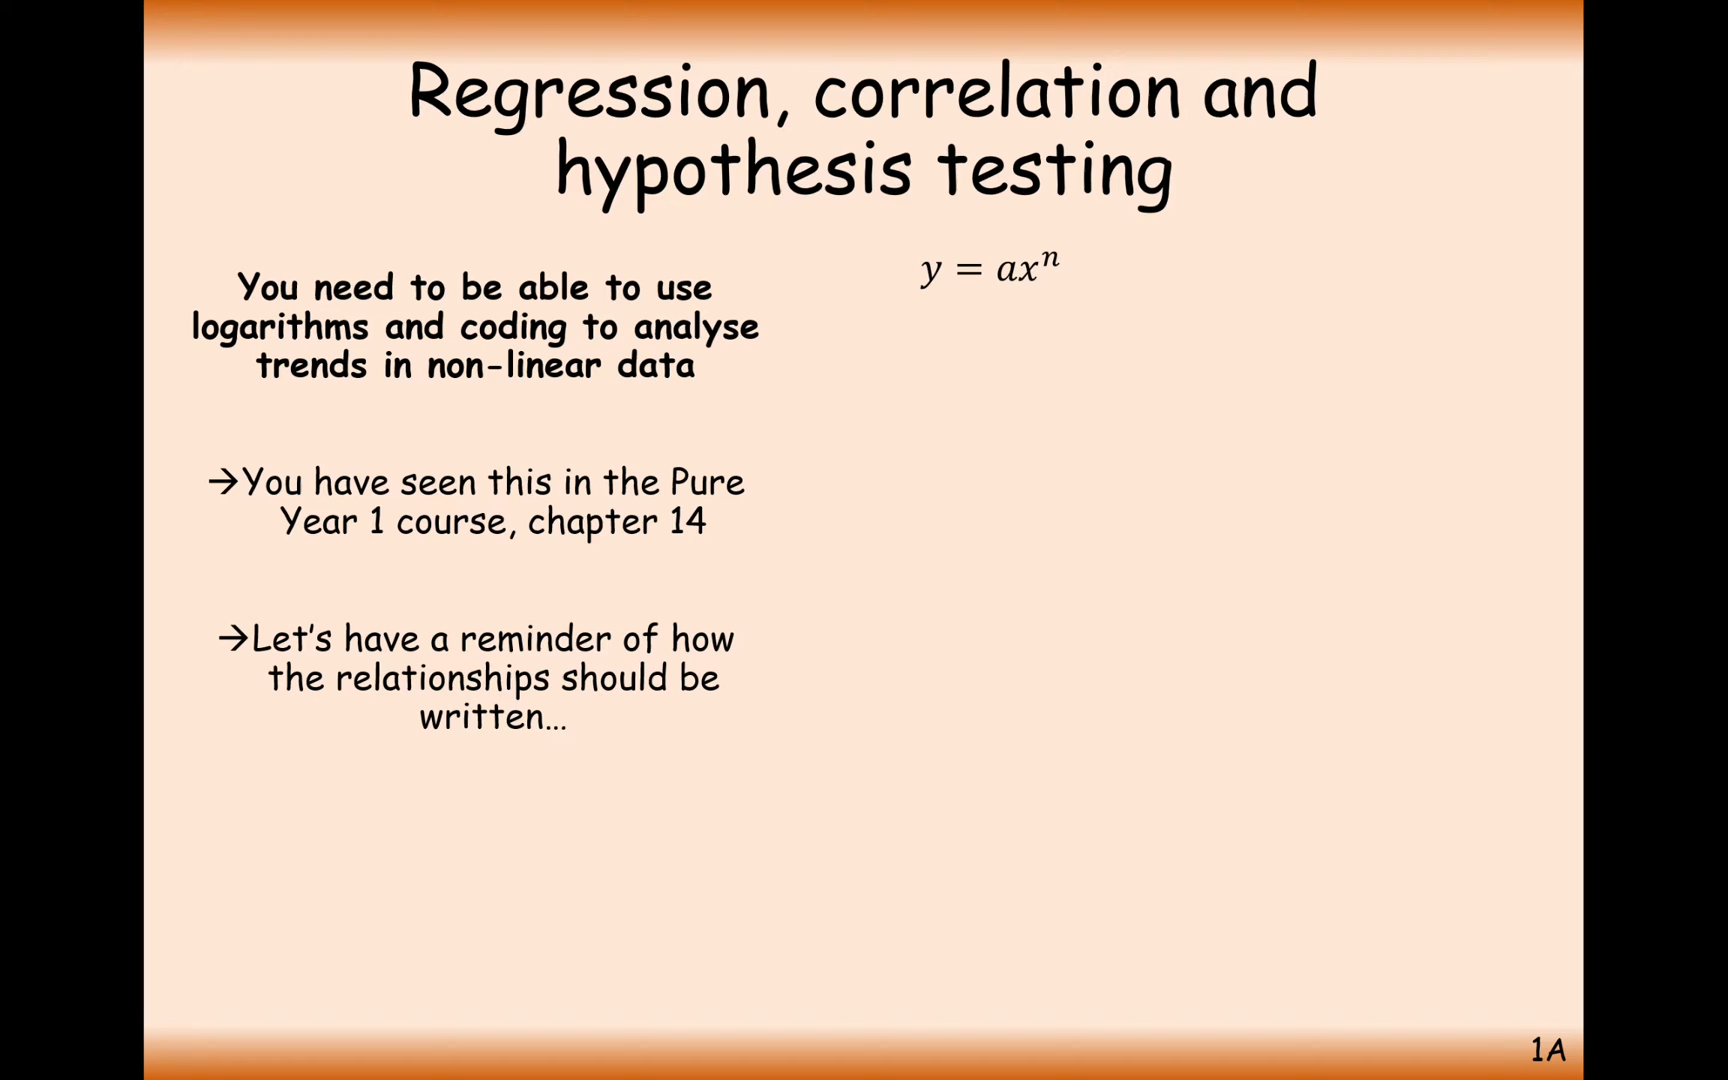 Regression, correlation and
hypothesis testing
You need to be able to use
logarithms and coding to analyse
trends in non-linear data
→You have seen this in the Pure
Year 1 course, chapter 14
→Let's have a reminder of how
the relationships should be
written…
y = axⁿ
1A